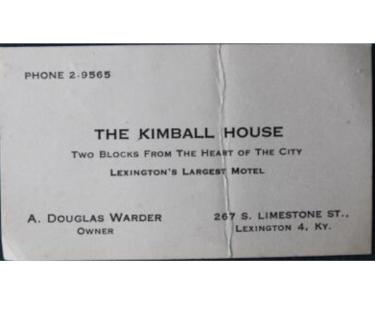 PHONE 2-9565
THE KIMBALL HOUSE
TWO BLOCKS FROM THE HEART OF THE CITY
LEXINGTON'S LARGEST MOTEL
A. DOUGLAS WARDER
OWNER
267 S. LIMESTONE ST.,
LEXINGTON 4, KY.